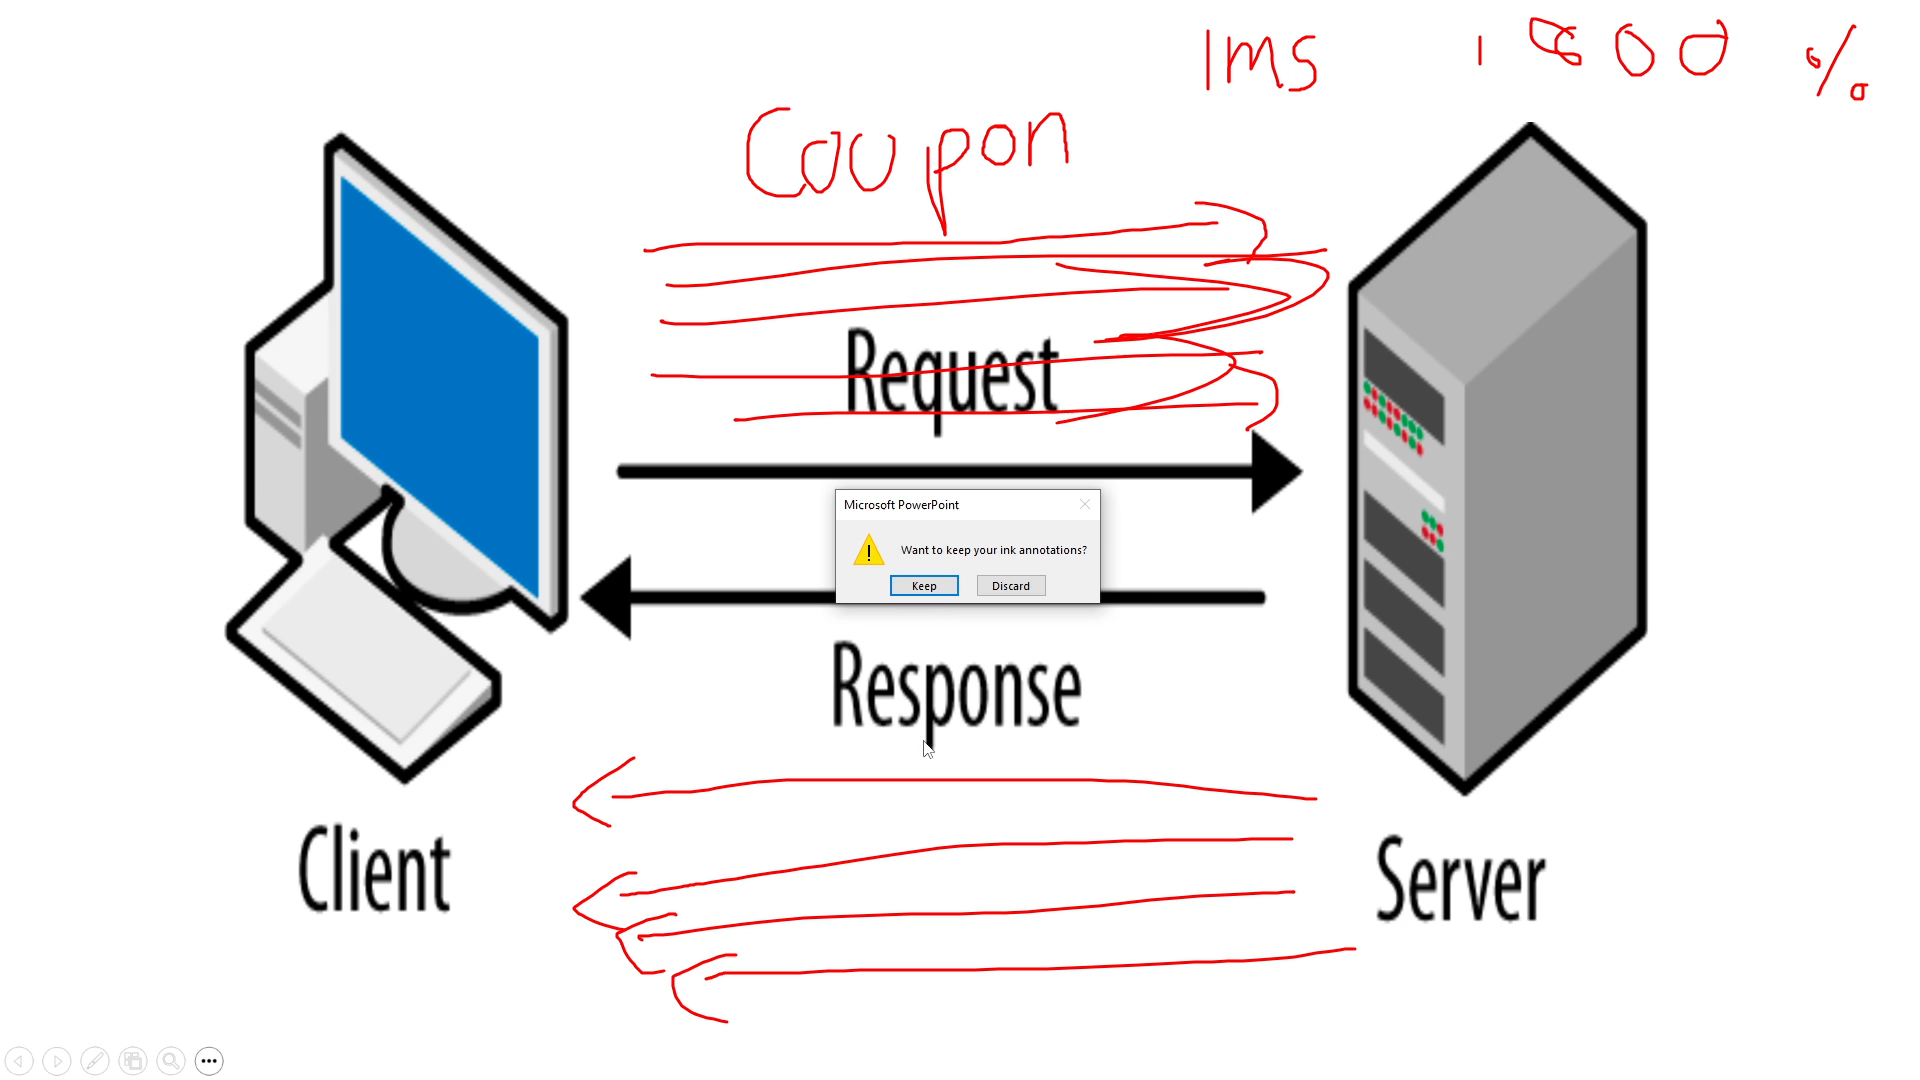 1ms 1800 %
Coupon
Request
Microsoft PowerPoint
Want to keep your ink annotations?
Keep Discard
Response
Client
Server